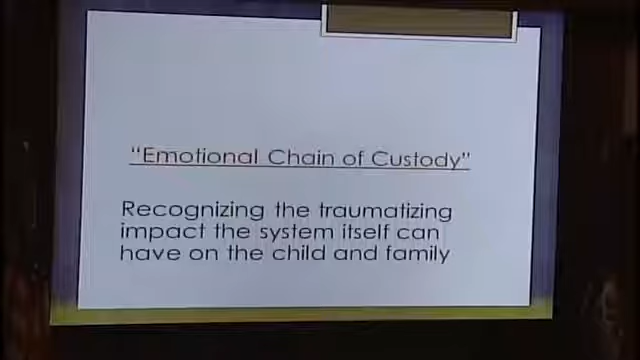 “Emotional Chain of Custody”
Recognizing the traumatizing
impact the system itself can
have on the child and family